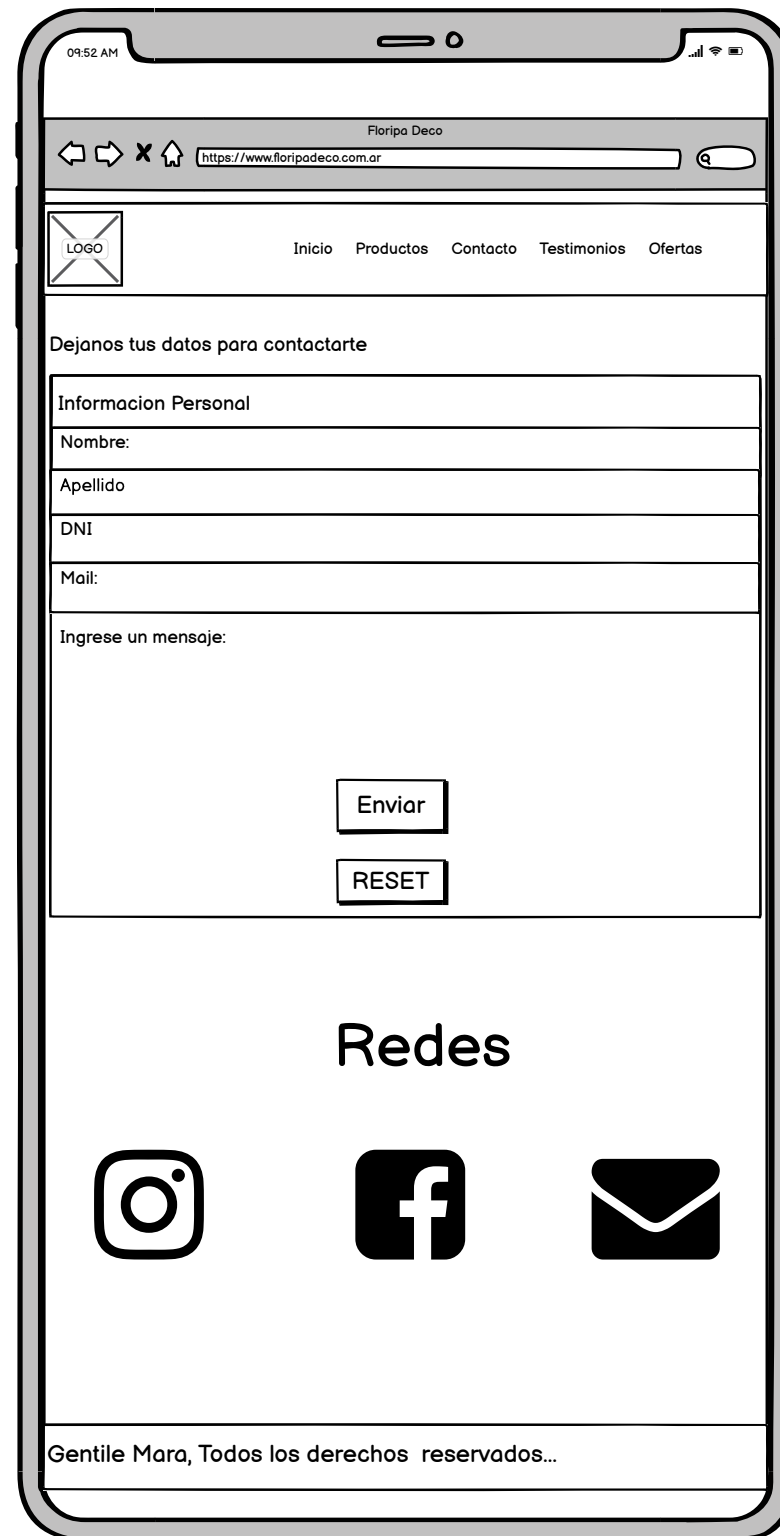 09:52 AM
Floripa Deco
https://www.floripadeco.com.ar
LOGO
Inicio Productos Contacto Testimonios Ofertas
Dejanos tus datos para contactarte
Informacion Personal
Nombre:
Apellido
DNI
Mail:
Ingrese un mensaje:
Enviar
RESET
Redes
Gentile Mara, Todos los derechos reservados...